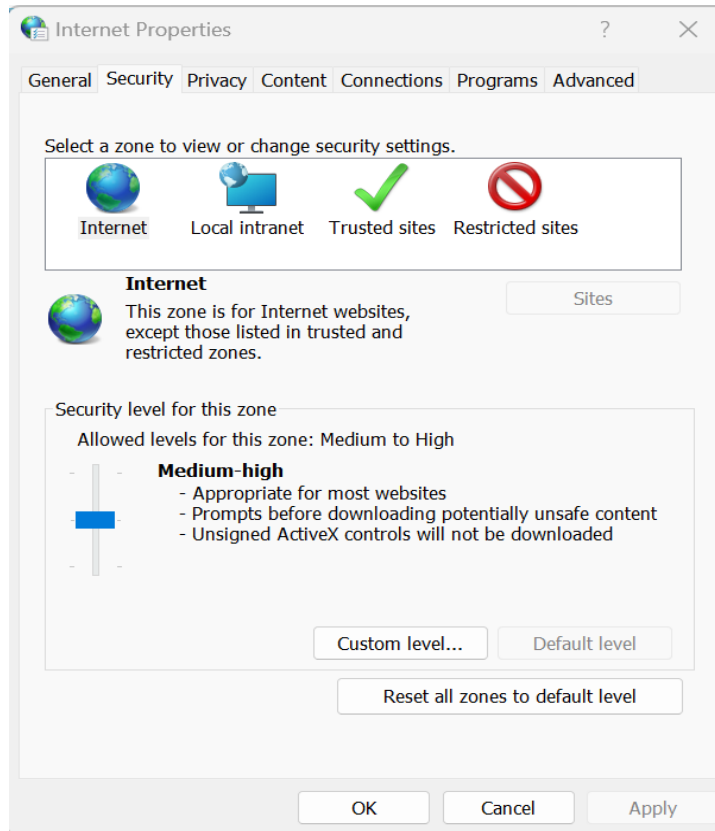 Internet Properties
?
General Security Privacy Content Connections Programs Advanced
Select a zone to view or change security settings.
Internet Local intranet Trusted sites Restricted sites
Internet
This zone is for Internet websites,
except those listed in trusted and
restricted zones.
Sites
Security level for this zone
Allowed levels for this zone: Medium to High
Medium-high
- Appropriate for most websites
- Prompts before downloading potentially unsafe content
- Unsigned ActiveX controls will not be downloaded
Custom level... Default level
Reset all zones to default level
OK Cancel Apply